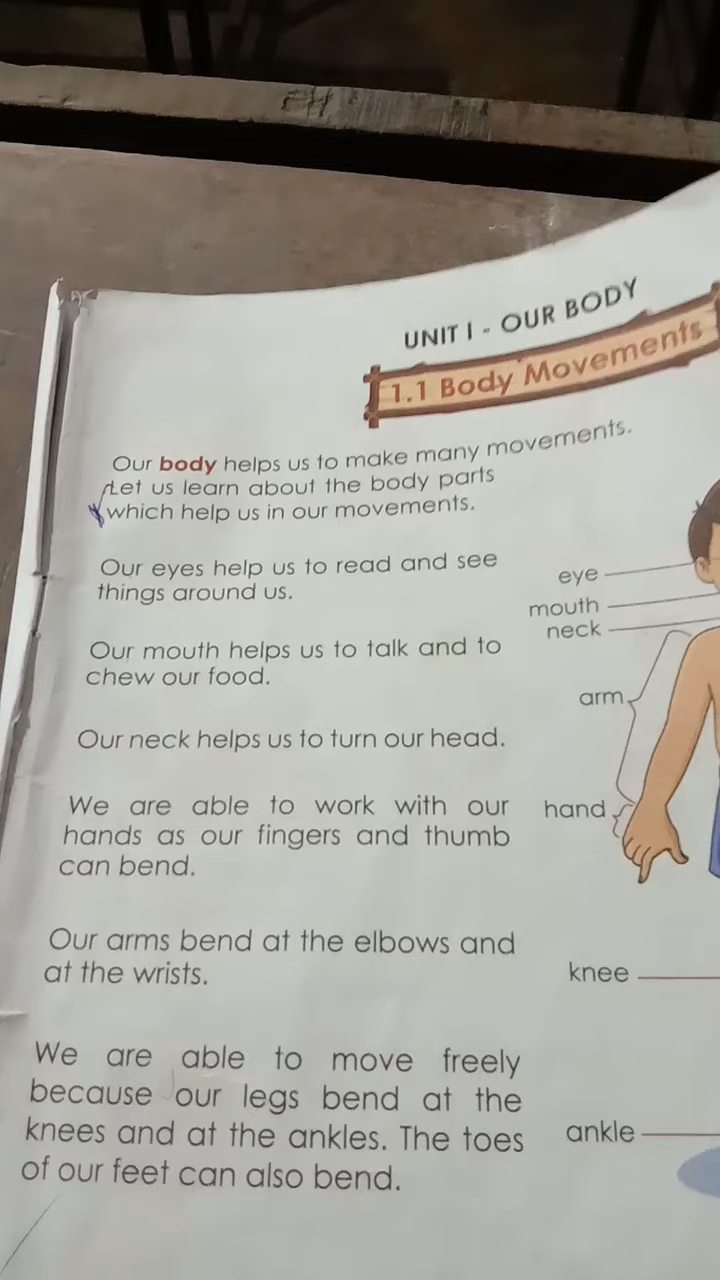 UNIT I - OUR BODY
1.1 Body Movements
Our body helps us to make many movements.
Let us learn about the body parts
which help us in our movements.
Our eyes help us to read and see
things around us.
Our mouth helps us to talk and to
chew our food.
Our neck helps us to turn our head.
We are able to work with our
hands as our fingers and thumb
can bend.
Our arms bend at the elbows and
at the wrists.
We are able to move freely
because our legs bend at the
knees and at the ankles. The toes
of our feet can also bend.
eye
mouth
neck
arm
hand
knee
ankle